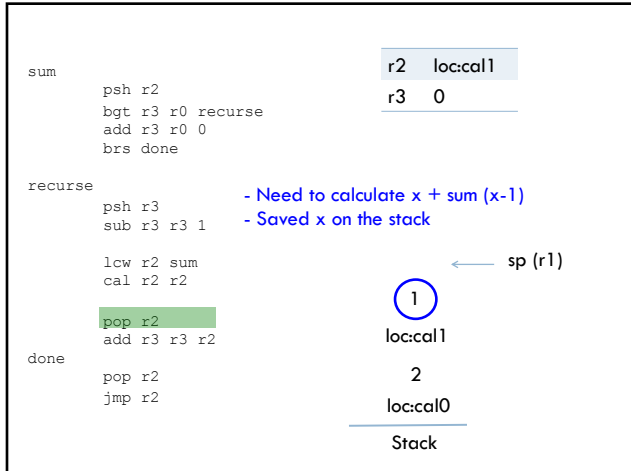 sum
psh r2
bgt r3 r0 recurse
add r3 r0 0
brs done
recurse
psh r3
sub r3 r3 1
lcw r2 sum
cal r2 r2
pop r2
add r3 r3 r2
done
pop r2
jmp r2
r2 loc:cal1
r3 0
- Need to calculate x + sum (x-1)
- Saved x on the stack
sp (r1)
1
loc:cal1
2
loc:cal0
Stack